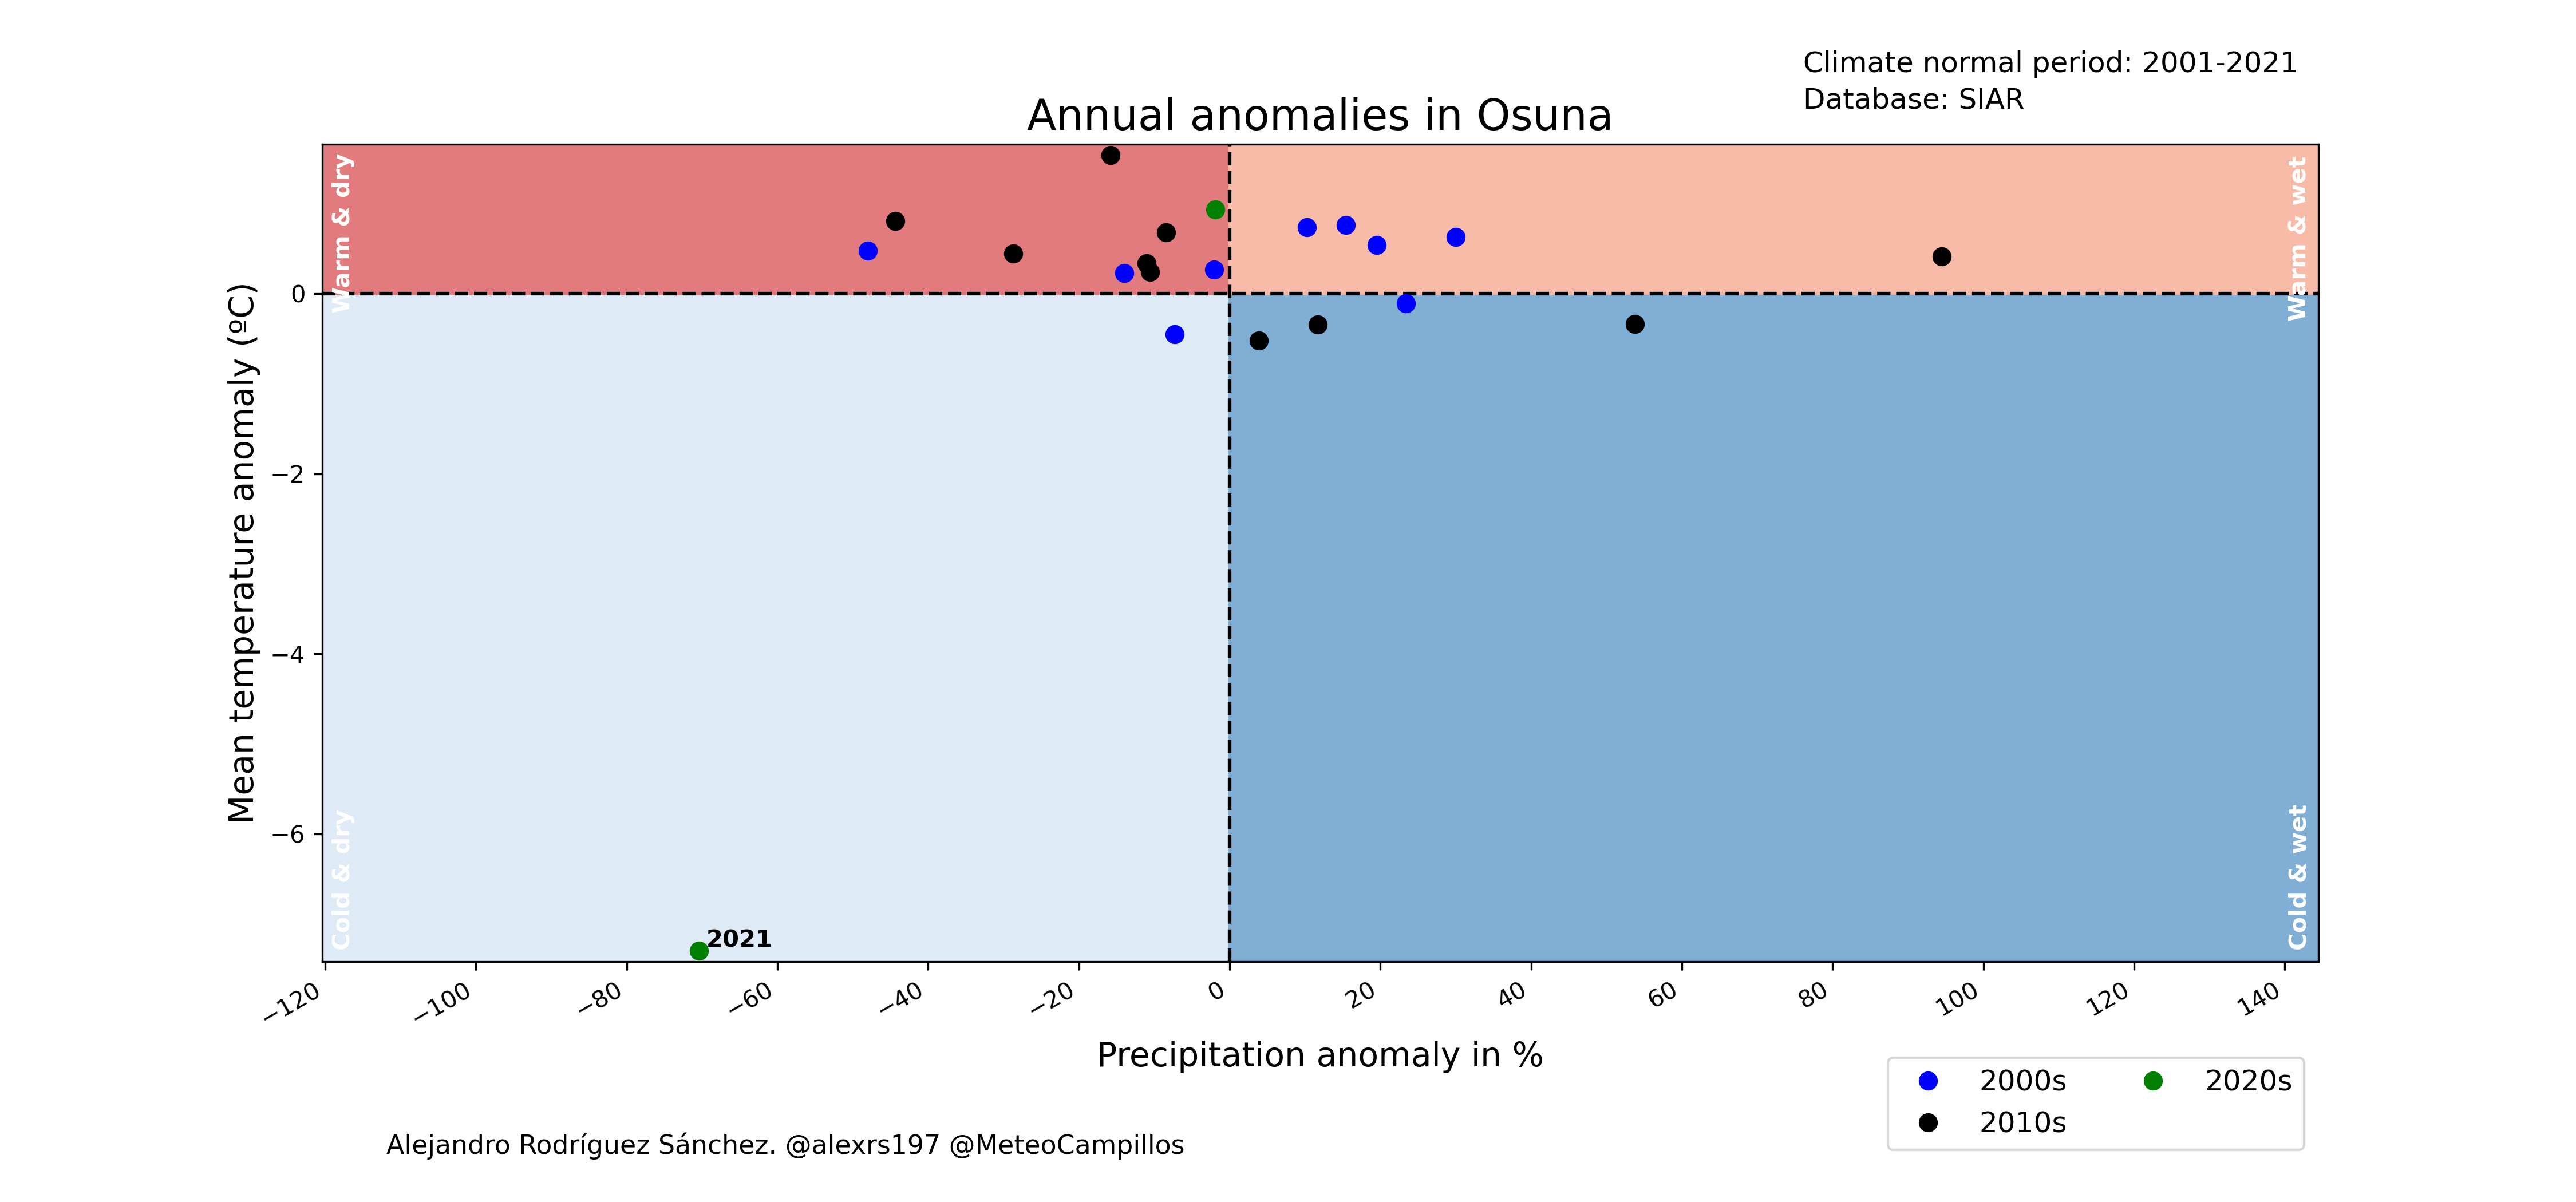 Climate normal period: 2001-2021
Database: SIAR
Annual anomalies in Osuna
Warm & dry
Warm & wet
Mean temperature anomaly (ºC)
0
−2
−4
−6
Cold & dry
Cold & wet
2021
−120
−100
−80
−60
−40
−20
0
20
40
60
80
100
120
140
Precipitation anomaly in %
2000s
2010s
2020s
Alejandro Rodríguez Sánchez. @alexrs197 @MeteoCampillos